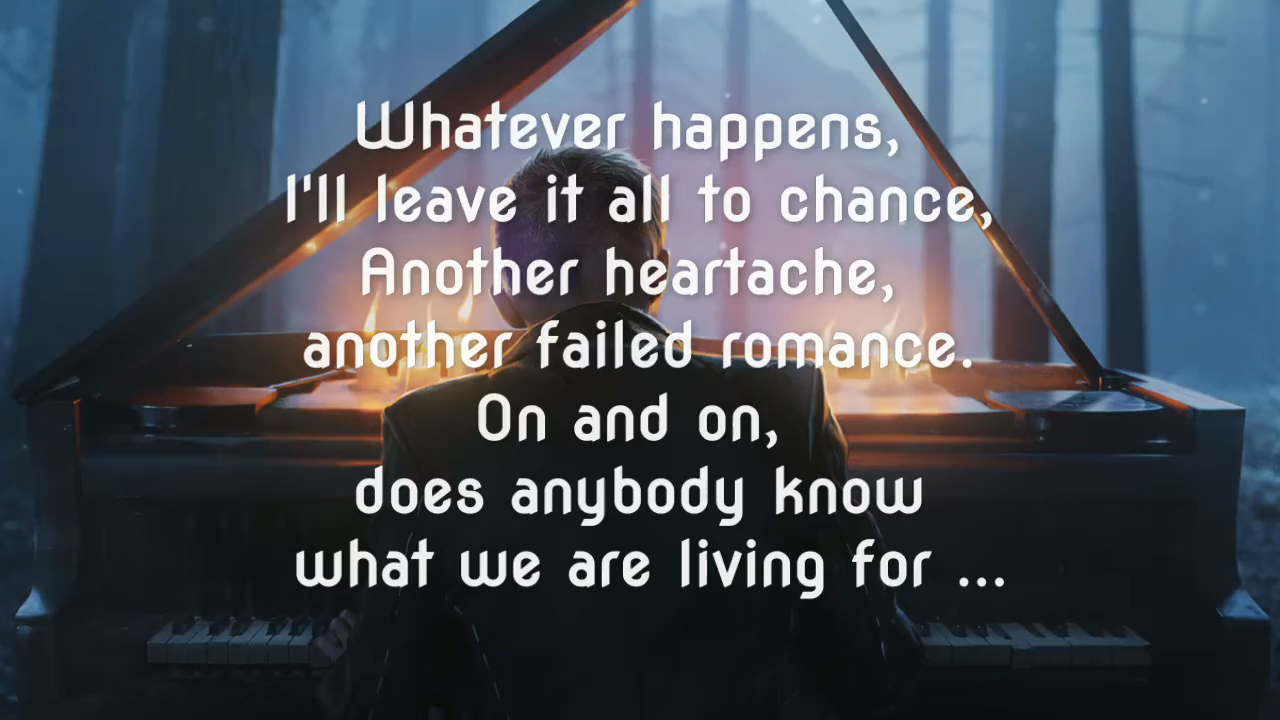 Whatever happens,
I'll leave it all to chance,
Another heartache,
another failed romance.
On and on,
does anybody know
what we are living for ...